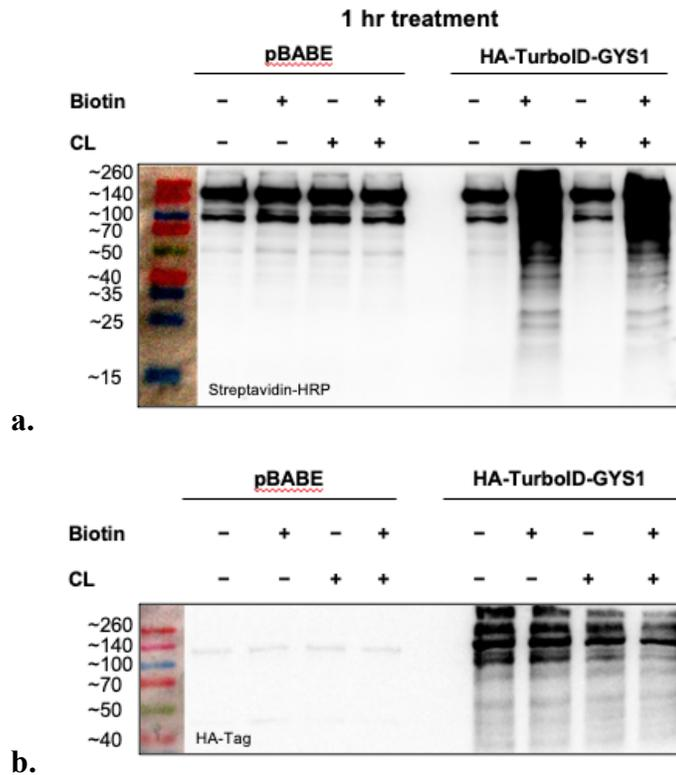 1 hr treatment
pBABE HA-TurboID-GYS1
Biotin - + - + - + - +
CL - - + + - - + +
~260
~140
~100
~70
~50
~40
~35
~25
~15
Streptavidin-HRP
a.
pBABE HA-TurboID-GYS1
Biotin - + - + - + - +
CL - - + + - - + +
~260
~140
~100
~70
~50
~40
HA-Tag
b.